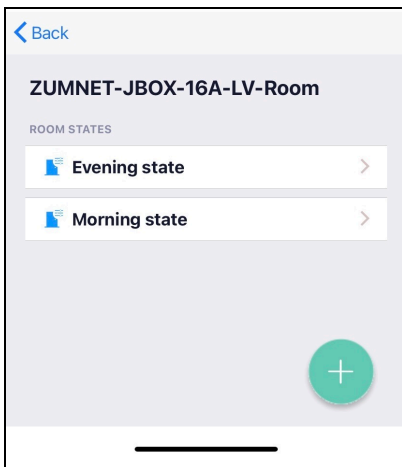 Back
ZUMNET-JBOX-16A-LV-Room
ROOM STATES
Evening state
Morning state